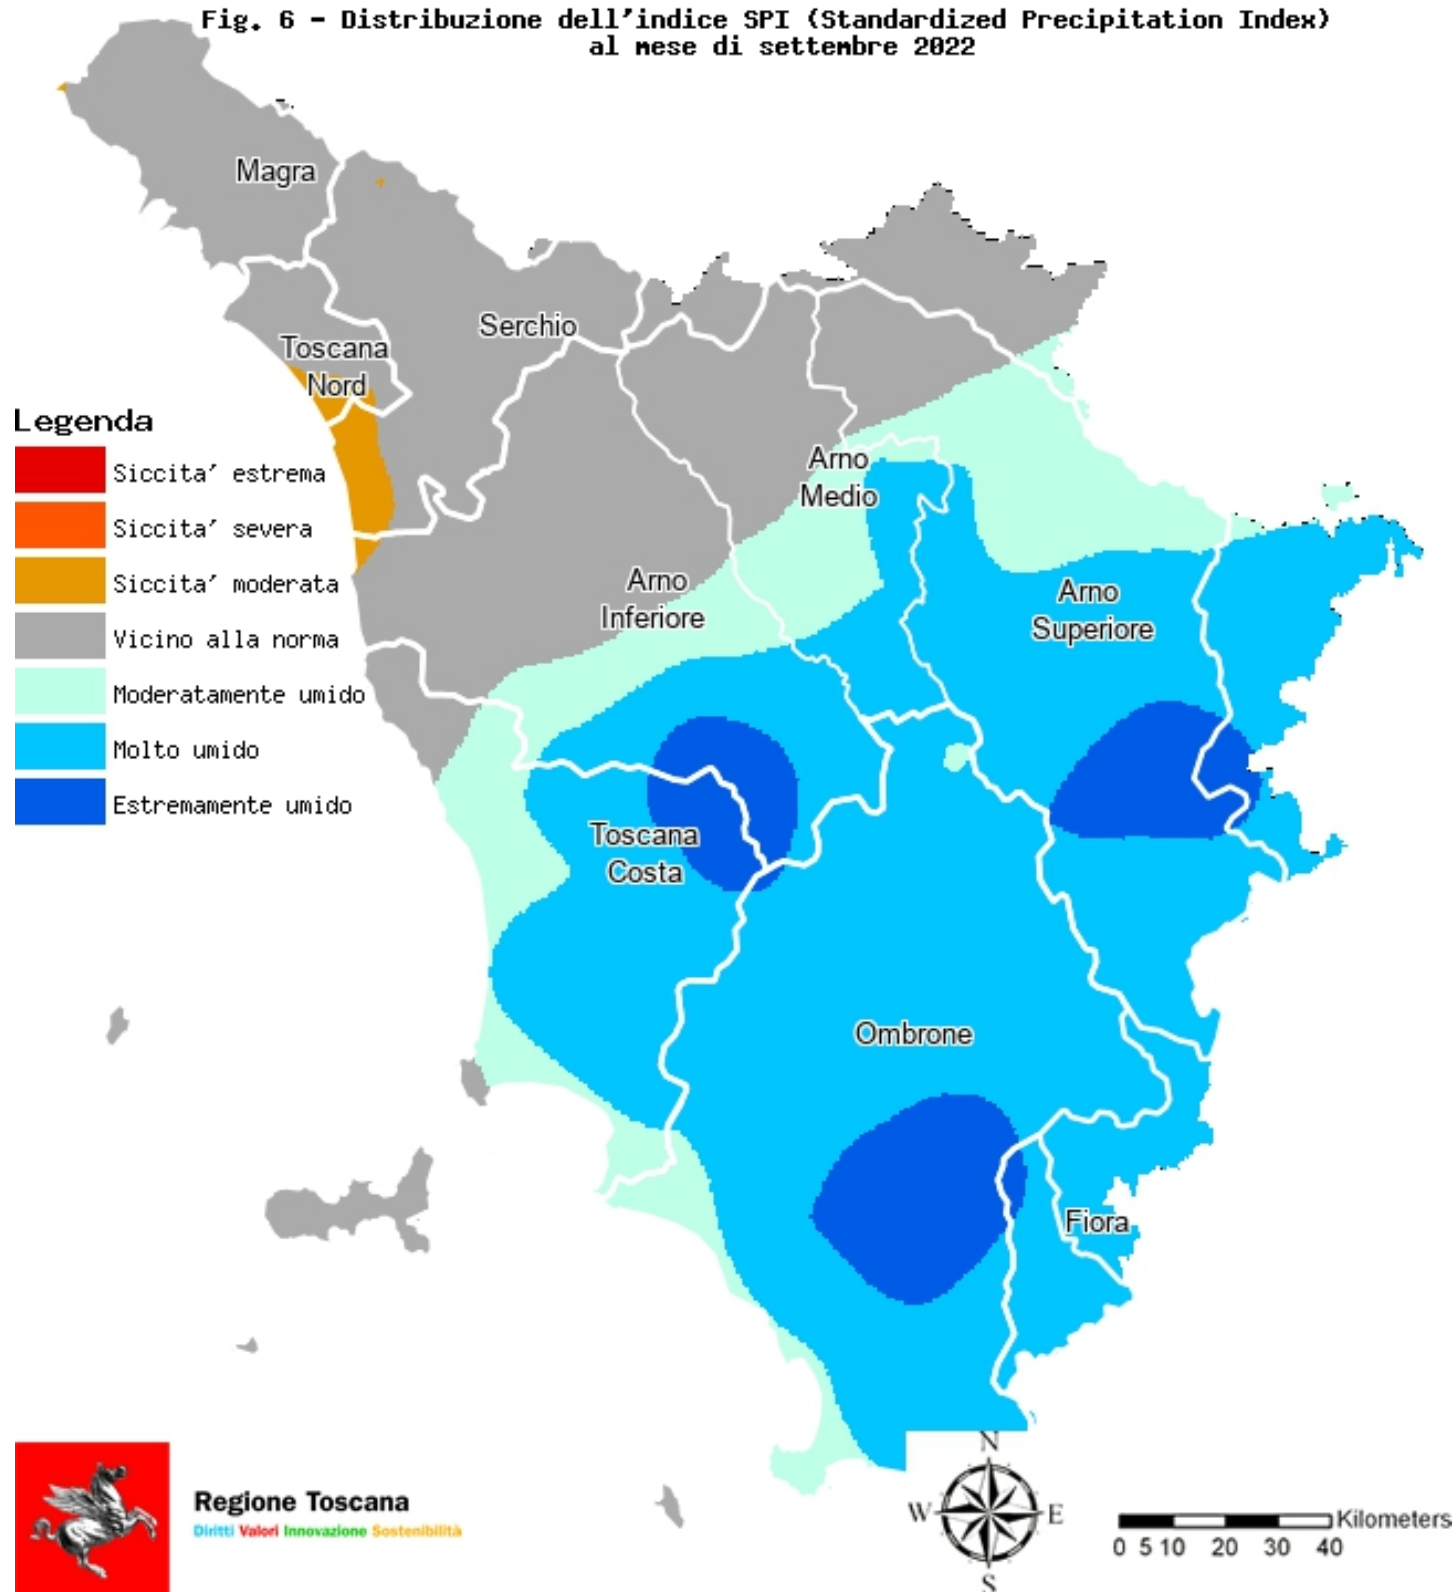 Fig. 6 - Distribuzione dell'indice SPI (Standardized Precipitation Index)
al mese di settembre 2022
Magra
Serchio
Toscana
Nord
Legenda
Siccita' estrema
Siccita' severa
Siccita' moderata
Vicino alla norma
Moderatamente umido
Molto umido
Estremamente umido
Arno
Medio
Arno
Inferiore
Arno
Superiore
Toscana
Costa
Ombrone
Fiora
Regione Toscana
Diritti Valori Innovazione Sostenibilità
N
W E
S
Kilometers
0 5 10 20 30 40